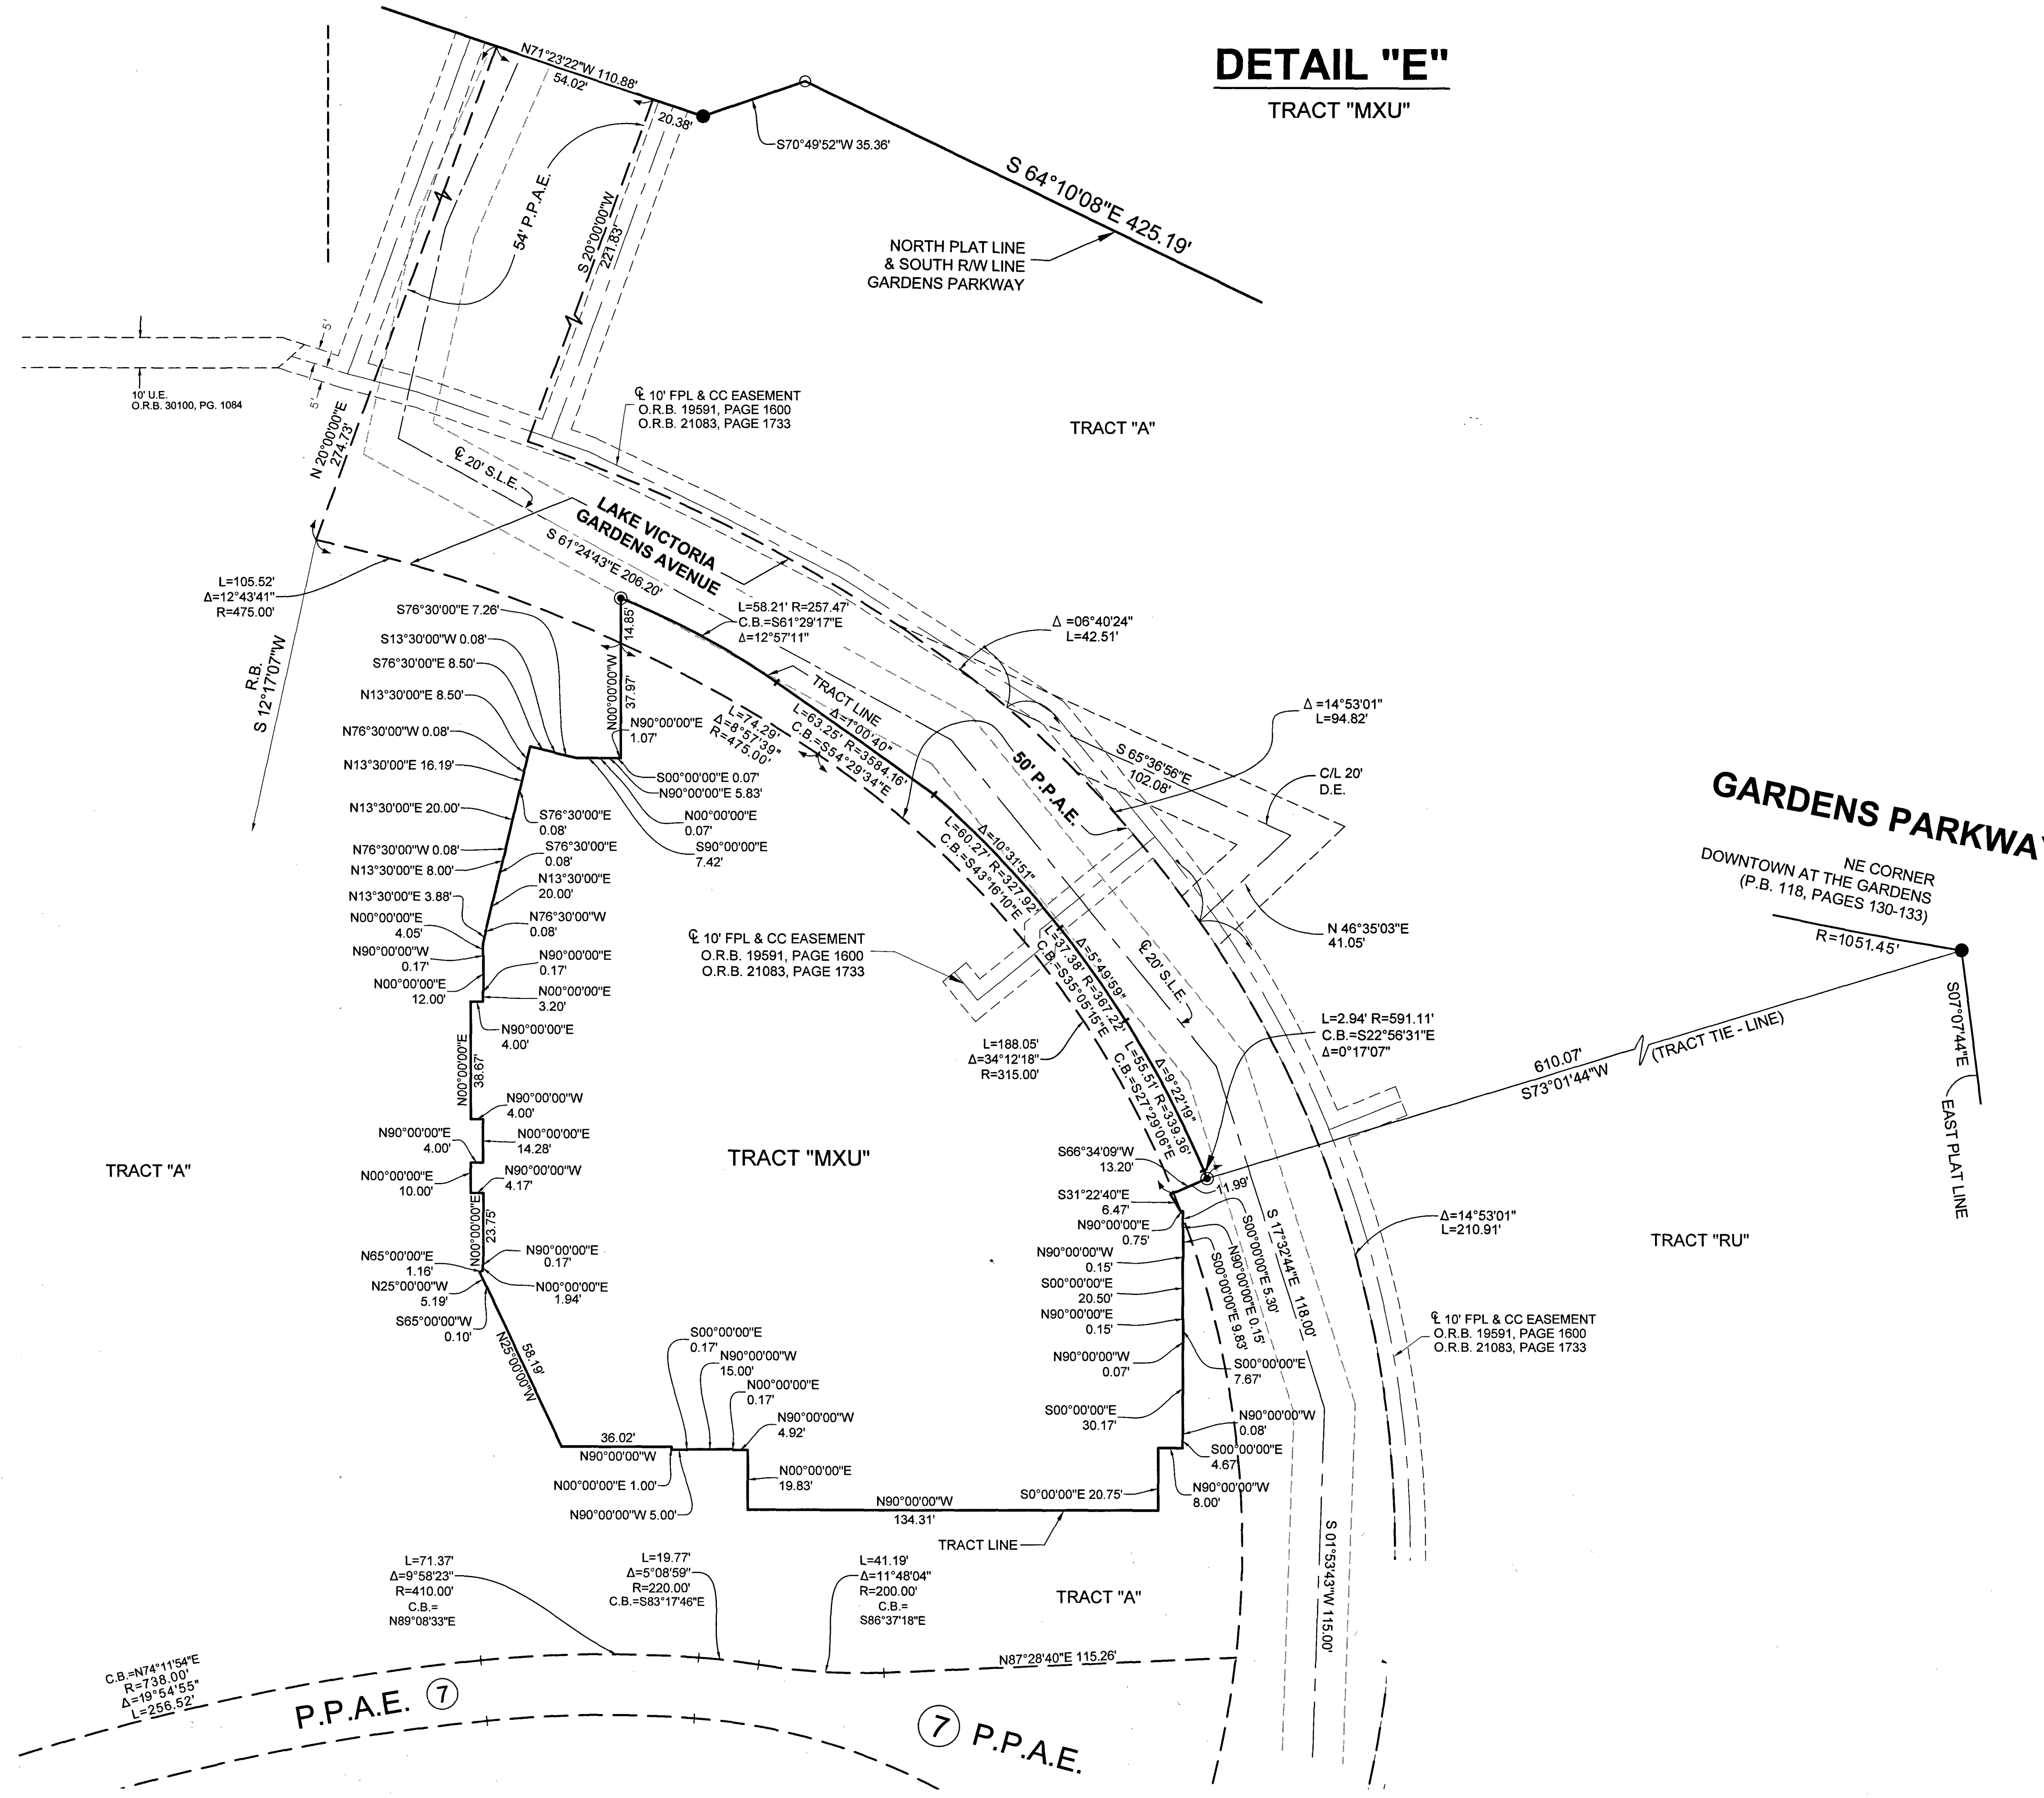 DETAIL "E"
TRACT "MXU"
N71°23'22"W 110.88'
54.02'
20.38'
S70°49'52"W 35.36'
S 64°10'08"E 425.19'
NORTH PLAT LINE
& SOUTH R/W LINE
GARDENS PARKWAY
54' P.P.A.E.
S 20°00'00"W
221.83'
5'
5'
10' U.E.
O.R.B. 30100, PG. 1084
N 20°00'00"E
274.73'
℄ 10' FPL & CC EASEMENT
O.R.B. 19591, PAGE 1600
O.R.B. 21083, PAGE 1733
TRACT "A"
℄ 20' S.L.E.
LAKE VICTORIA
GARDENS AVENUE
S 61°24'43"E 206.20'
L=105.52'
Δ=12°43'41"
R=475.00'
R.B.
S 12°17'07"W
S76°30'00"E 7.26'
S13°30'00"W 0.08'
S76°30'00"E 8.50'
N13°30'00"E 8.50'
N76°30'00"W 0.08'
N13°30'00"E 16.19'
N13°30'00"E 20.00'
N76°30'00"W 0.08'
N13°30'00"E 8.00'
N13°30'00"E 3.88'
N00°00'00"E
4.05'
N90°00'00"W
0.17'
N00°00'00"E
12.00'
14.85'
N00°00'00"W
37.97'
L=58.21' R=257.47'
C.B.=S61°29'17"E
Δ=12°57'11"
TRACT LINE
Δ=1°00'40"
L=63.25' R=3584.16'
C.B.=S54°29'34"E
L=74.29'
Δ=8°57'39"
R=475.00'
N90°00'00"E
1.07'
S00°00'00"E 0.07'
N90°00'00"E 5.83'
N00°00'00"E
0.07'
S90°00'00"E
7.42'
S76°30'00"E
0.08'
S76°30'00"E
0.08'
N13°30'00"E
20.00'
N76°30'00"W
0.08'
N90°00'00"E
0.17'
N00°00'00"E
3.20'
N90°00'00"E
4.00'
N00°00'00"E
38.67'
N90°00'00"W
4.00'
N90°00'00"E
4.00'
N00°00'00"E
14.28'
N00°00'00"E
10.00'
N90°00'00"W
4.17'
N00°00'00"E
23.75'
N65°00'00"E
1.16'
N90°00'00"E
0.17'
N25°00'00"W
5.19'
N00°00'00"E
1.94'
S65°00'00"W
0.10'
58.19'
N25°00'00"W
Δ =06°40'24"
L=42.51'
Δ =14°53'01"
L=94.82'
S 65°36'56"E
102.08'
C/L 20'
D.E.
50' P.P.A.E.
N 46°35'03"E
41.05'
Δ=10°31'51"
L=60.27' R=327.92'
C.B.=S43°16'10"E
℄ 10' FPL & CC EASEMENT
O.R.B. 19591, PAGE 1600
O.R.B. 21083, PAGE 1733
Δ=5°49'59"
L=37.38' R=367.22'
C.B.=S35°05'15"E
℄ 20' S.L.E.
L=188.05'
Δ=34°12'18"
R=315.00'
Δ=9°22'19"
L=55.51' R=339.36'
C.B.=S27°29'06"E
L=2.94' R=591.11'
C.B.=S22°56'31"E
Δ=0°17'07"
GARDENS PARKWAY
NE CORNER
DOWNTOWN AT THE GARDENS
(P.B. 118, PAGES 130-133)
R=1051.45'
S07°07'44"E
EAST PLAT LINE
610.07'
S73°01'44"W
(TRACT TIE - LINE)
TRACT "A"
TRACT "MXU"
TRACT "RU"
S66°34'09"W
13.20'
11.99'
S31°22'40"E
6.47'
N90°00'00"E
0.75'
N90°00'00"W
0.15'
S00°00'00"E
20.50'
N90°00'00"E
0.15'
N90°00'00"W
0.07'
S00°00'00"E
30.17'
S00°00'00"E 5.30'
N90°00'00"E 0.15'
S00°00'00"E 9.83'
S 17°32'44"E 118.00'
Δ=14°53'01"
L=210.91'
℄ 10' FPL & CC EASEMENT
O.R.B. 19591, PAGE 1600
O.R.B. 21083, PAGE 1733
S00°00'00"E
7.67'
N90°00'00"W
0.08'
S00°00'00"E
4.67'
N90°00'00"W
8.00'
S00°00'00"E
0.17'
N90°00'00"W
15.00'
N00°00'00"E
0.17'
N90°00'00"W
4.92'
36.02'
N90°00'00"W
N00°00'00"E 1.00'
N90°00'00"W 5.00'
N00°00'00"E
19.83'
N90°00'00"W
134.31'
S0°00'00"E 20.75'
TRACT LINE
S 01°53'43"W 115.00'
L=71.37'
Δ=9°58'23"
R=410.00'
C.B.=
N89°08'33"E
L=19.77'
Δ=5°08'59"
R=220.00'
C.B.=S83°17'46"E
L=41.19'
Δ=11°48'04"
R=200.00'
C.B.=
S86°37'18"E
TRACT "A"
N87°28'40"E 115.26'
C.B.=N74°11'54"E
R=738.00'
Δ=19°54'55"
L=256.52'
P.P.A.E. 7
7 P.P.A.E.